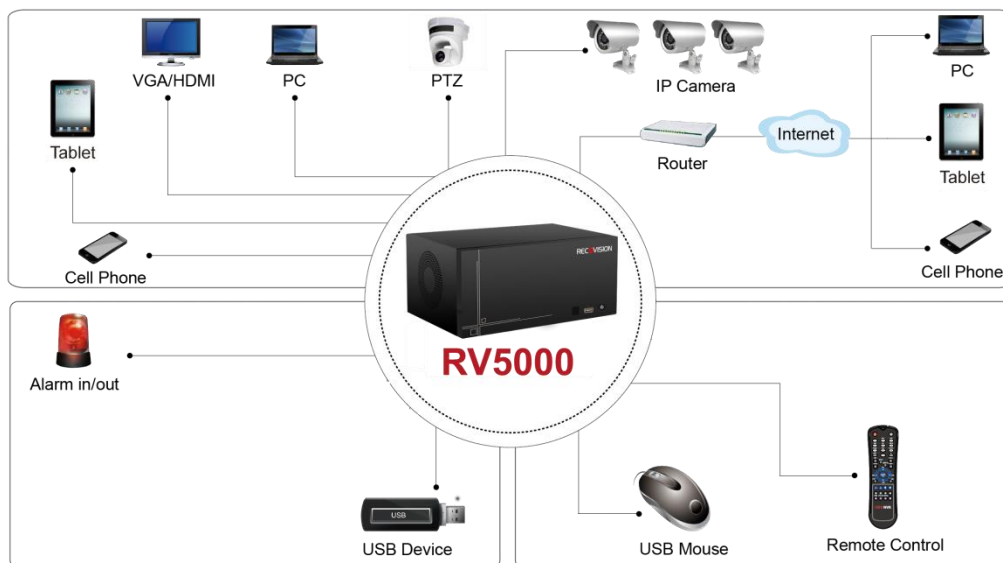 VGA/HDMI
PC
PTZ
Tablet
Cell Phone
IP Camera
Router
Internet
PC
Tablet
Cell Phone
RECOVISION
RV5000
Alarm in/out
USB
USB Device
USB Mouse
Remote Control